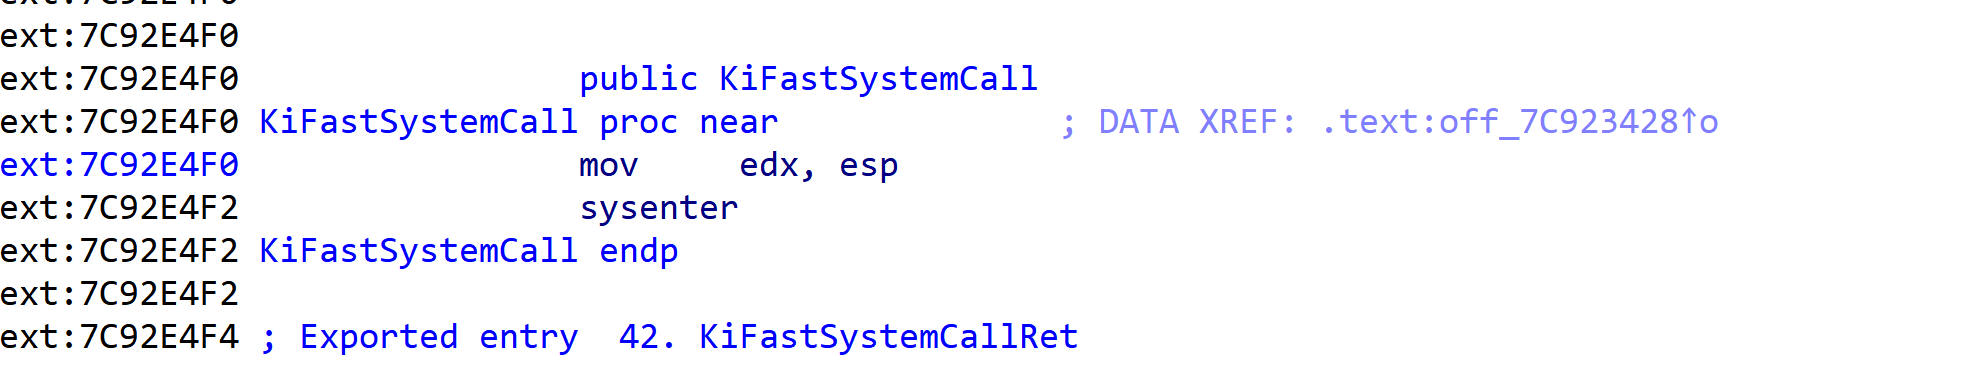 ext:7C92E4F0
ext:7C92E4F0
ext:7C92E4F0 public KiFastSystemCall
ext:7C92E4F0 KiFastSystemCall proc near ; DATA XREF: .text:off_7C923428↑o
ext:7C92E4F0 mov edx, esp
ext:7C92E4F2 sysenter
ext:7C92E4F2 KiFastSystemCall endp
ext:7C92E4F2
ext:7C92E4F4 ; Exported entry 42. KiFastSystemCallRet